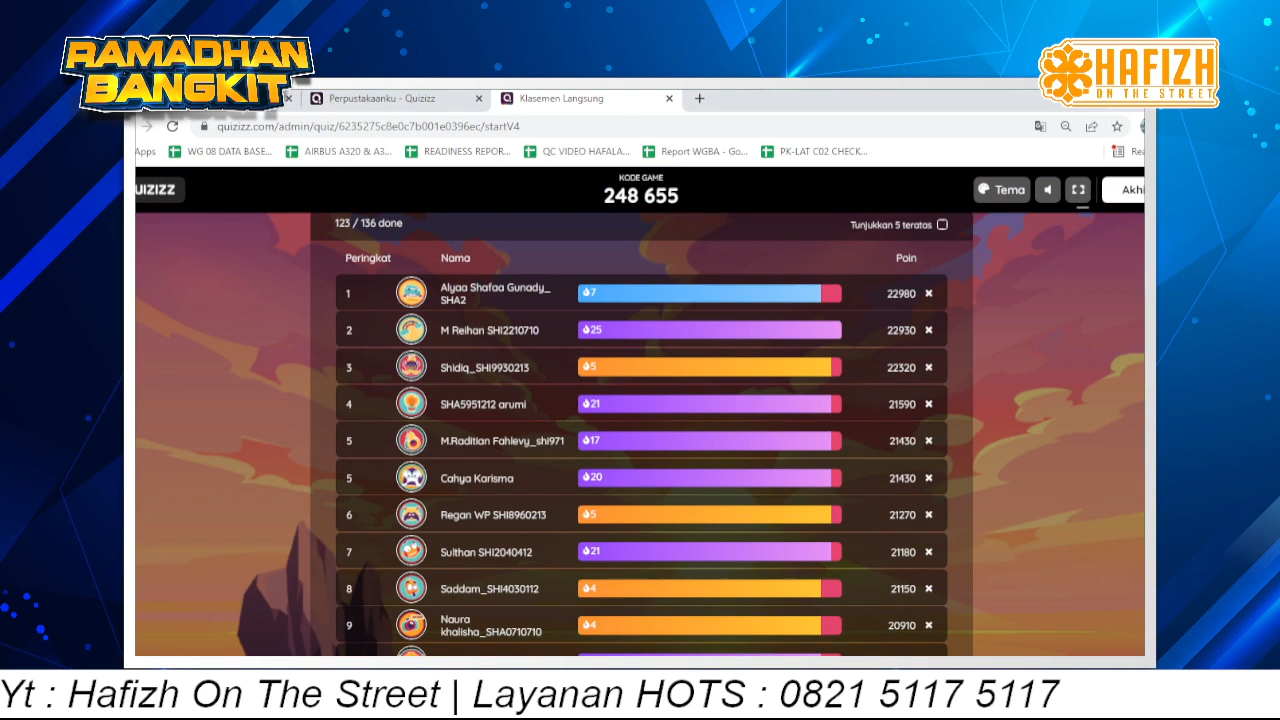 RAMADHAN
BANGKIT
HAFIZH
ON THE STREET
Perpustakaanku - Quizizz
Klasemen Langsung
quizizz.com/admin/quiz/6235275c8e0c7b001e0396ec/startV4
Apps WG 08 DATA BASE... AIRBUS A320 & A3... READINESS REPOR... QC VIDEO HAFALA... Report WGBA - Go... PK-LAT C02 CHECK... Rea
UIZIZZ
KODE GAME
248 655
Tema
Akhi
123 / 136 done
Tunjukkan 5 teratas
Peringkat Nama Poin
1 Alyaa Shafaa Gunady_ SHA2 7 22980
2 M Reihan SHI2210710 25 22930
3 Shidiq_SHI9930213 5 22320
4 SHA5951212 arumi 21 21590
5 M.Raditian Fahlevy_shi971 17 21430
5 Cahya Karisma 20 21430
6 Regan WP SHI8960213 5 21270
7 Sulthan SHI2040412 21 21180
8 Saddam_SHI4030112 4 21150
9 Naura khalisha_SHA0710710 4 20910
Yt : Hafizh On The Street | Layanan HOTS : 0821 5117 5117